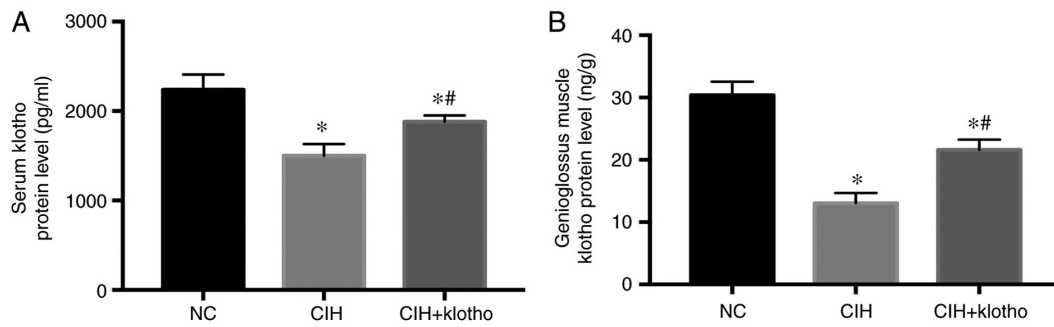 A
Serum klotho
protein level (pg/ml)
3000
2000
1000
0
*
*#
NC
CIH
CIH+klotho
B
Genioglossus muscle
klotho protein level (ng/g)
40
30
20
10
0
*
*#
NC
CIH
CIH+klotho